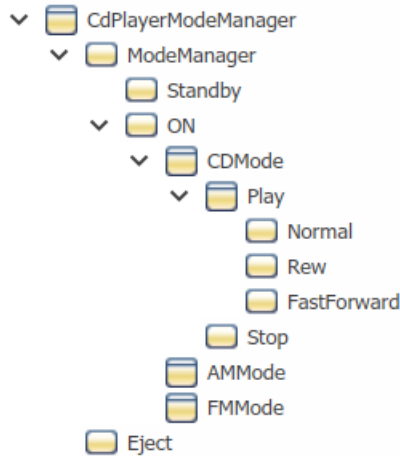 CdPlayerModeManager
ModeManager
Standby
ON
CDMode
Play
Normal
Rew
FastForward
Stop
AMMode
FMMode
Eject